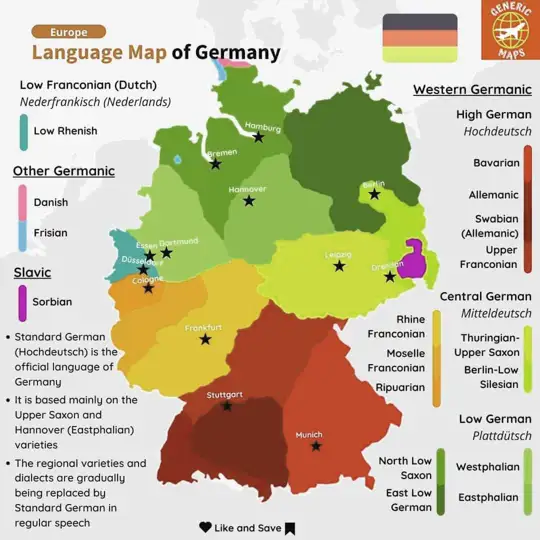 Europe
Language Map of Germany
GENERIC
MAPS
Low Franconian (Dutch)
Nederfrankisch (Nederlands)
Low Rhenish
Other Germanic
Danish
Frisian
Slavic
Sorbian
• Standard German
(Hochdeutsch) is the
official language of
Germany
• It is based mainly on the
Upper Saxon and
Hannover (Eastphalian)
varieties
• The regional varieties and
dialects are gradually
being replaced by
Standard German in
regular speech
Hamburg
Bremen
Hannover
Berlin
Essen Dortmund
Düsseldorf
Cologne
Leipzig
Dresden
Frankfurt
Stuttgart
Munich
Western Germanic
High German
Hochdeutsch
Bavarian
Allemanic
Swabian
(Allemanic)
Upper
Franconian
Central German
Mitteldeutsch
Rhine
Franconian
Moselle
Franconian
Ripuarian
Thuringian-
Upper Saxon
Berlin-Low
Silesian
Low German
Plattdütsch
North Low
Saxon
East Low
German
Westphalian
Eastphalian
Like and Save